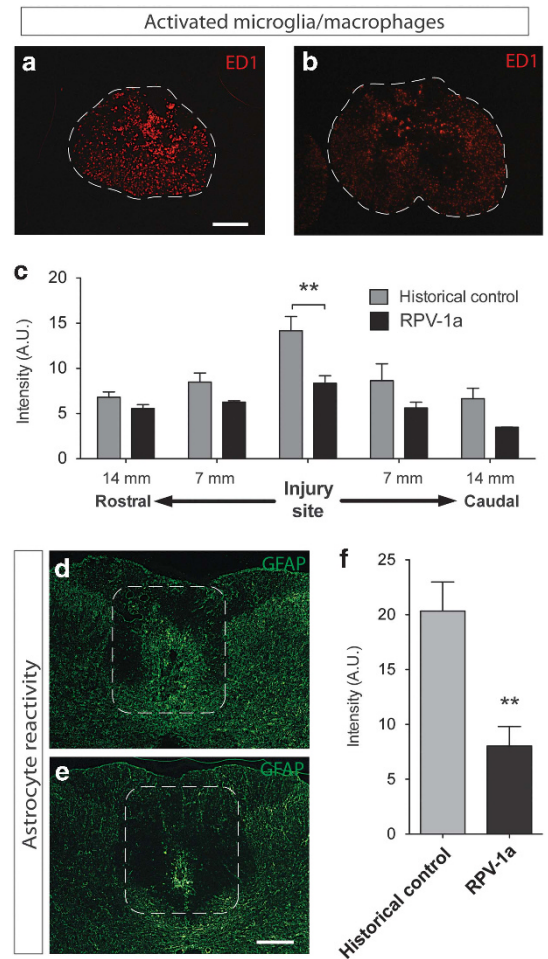 Activated microglia/macrophages
a
ED1
b
ED1
c
20
15
10
5
0
Intensity (A.U.)
**
Historical control
RPV-1a
14 mm
7 mm
Injury
site
7 mm
14 mm
Rostral
Caudal
Astrocyte reactivity
d
GFAP
e
GFAP
f
25
20
15
10
5
0
Intensity (A.U.)
**
Historical control
RPV-1a